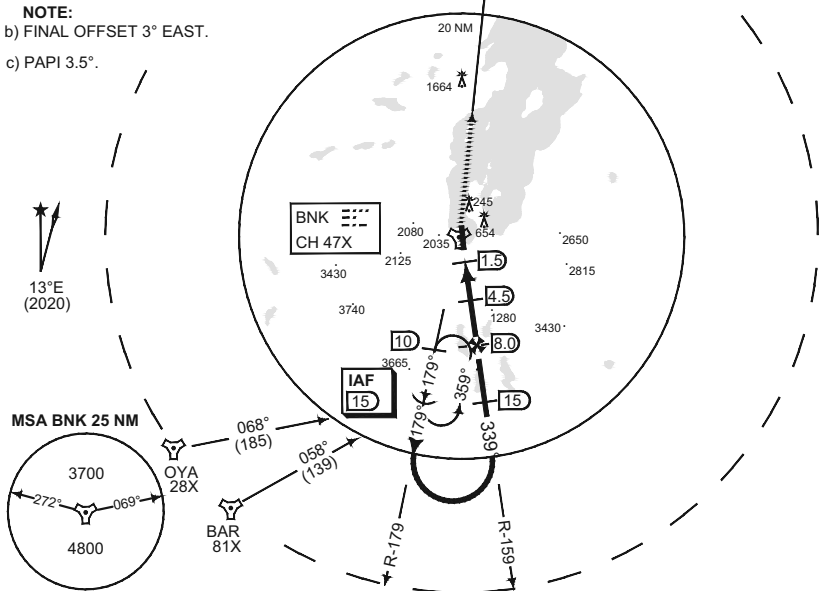 NOTE:
b) FINAL OFFSET 3° EAST.
c) PAPI 3.5°.
20 NM
1664
245
654
BNK
CH 47X
2080
2035
2125
3430
3740
2650
2815
1.5
4.5
1280
3430
13°E
(2020)
10
8.0
3665
179°
359°
IAF
15
15
179°
339°
MSA BNK 25 NM
3700
272°
069°
4800
OYA
28X
068°
(185)
BAR
81X
058°
(139)
R-179
R-159